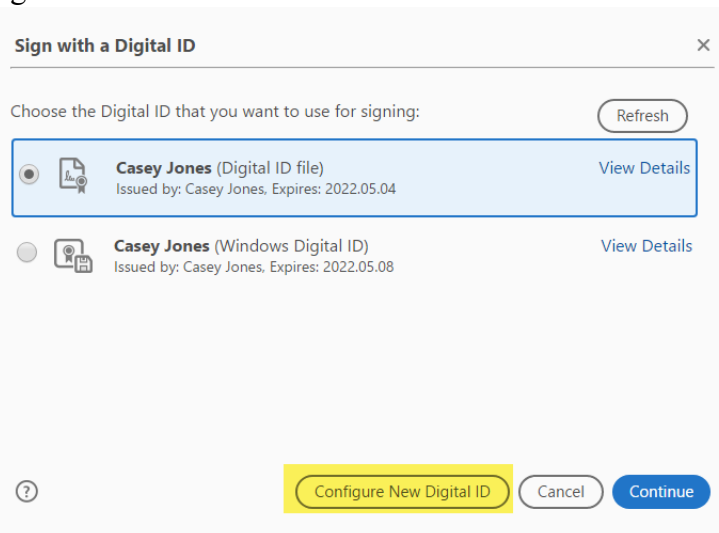 Sign with a Digital ID
Choose the Digital ID that you want to use for signing:
Refresh
Casey Jones (Digital ID file)
View Details
Issued by: Casey Jones, Expires: 2022.05.04
Casey Jones (Windows Digital ID)
View Details
Issued by: Casey Jones, Expires: 2022.05.08
?
Configure New Digital ID
Cancel
Continue